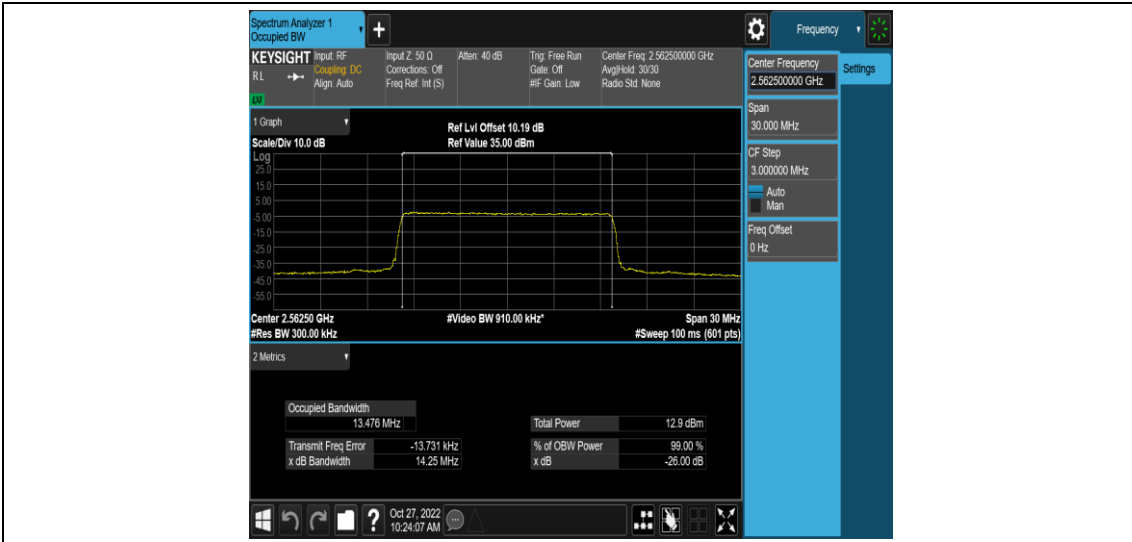 Spectrum Analyzer 1
Occupied BW
+
Frequency
KEYSIGHT
RL
Input: RF
Coupling: DC
Align: Auto
Input Z: 50 Ω
Corrections: Off
Freq Ref: Int (S)
Atten: 40 dB
Trig: Free Run
Gate: Off
#IF Gain: Low
Center Freq: 2.562500000 GHz
Avg|Hold: 30/30
Radio Std: None
Center Frequency
2.562500000 GHz
Settings
Span
30.000 MHz
CF Step
3.000000 MHz
Auto
Man
Freq Offset
0 Hz
1 Graph
Ref Lvl Offset 10.19 dB
Scale/Div 10.0 dB
Ref Value 35.00 dBm
Log
25.0
15.0
5.00
-5.00
-15.0
-25.0
-35.0
-45.0
-55.0
Center 2.56250 GHz
#Video BW 910.00 kHz*
Span 30 MHz
#Res BW 300.00 kHz
#Sweep 100 ms (601 pts)
2 Metrics
Occupied Bandwidth
13.476 MHz
Total Power 12.9 dBm
Transmit Freq Error -13.731 kHz
% of OBW Power 99.00 %
x dB Bandwidth 14.25 MHz
x dB -26.00 dB
?
Oct 27, 2022
10:24:07 AM